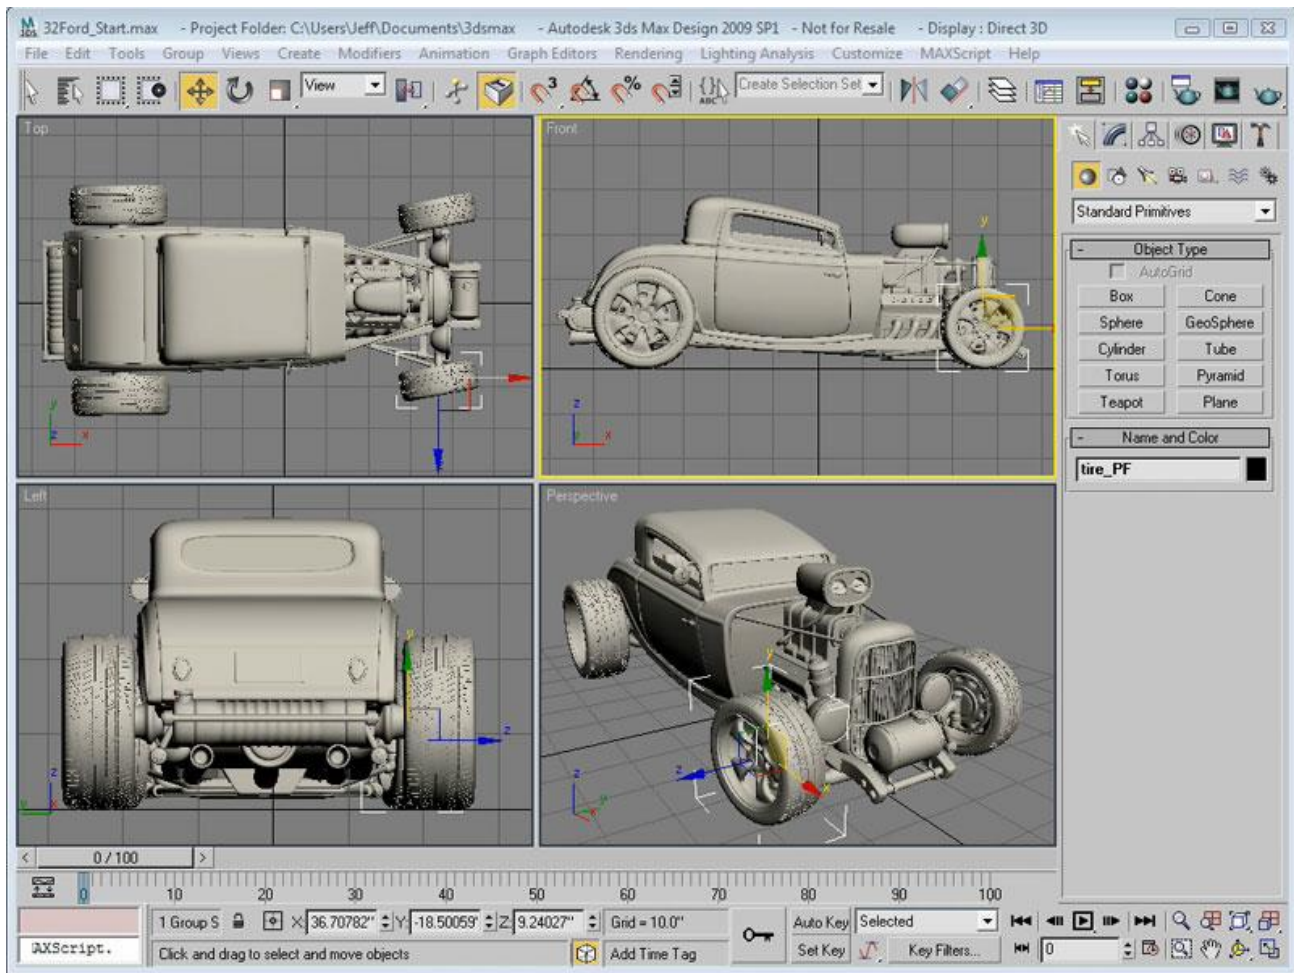 32Ford_Start.max - Project Folder: C:\Users\Jeff\Documents\3dsmax - Autodesk 3ds Max Design 2009 SP1 - Not for Resale - Display : Direct 3D
File Edit Tools Group Views Create Modifiers Animation Graph Editors Rendering Lighting Analysis Customize MAXScript Help
View 3 % {} ABC Create Selection Set
Top
Front
Standard Primitives
- Object Type
AutoGrid
Box Cone
Sphere GeoSphere
Cylinder Tube
Torus Pyramid
Teapot Plane
- Name and Color
tire_PF
y
z
x
y
z
x
Left
Perspective
y
z
z
x
y
z
x
z
y
< 0 / 100 >
0 10 20 30 40 50 60 70 80 90 100
1 Group S X: 36.70782" Y: -18.50059' Z: 9.24027" Grid = 10.0" Auto Key Selected
AXScript. Click and drag to select and move objects Add Time Tag Set Key Key Filters... 0